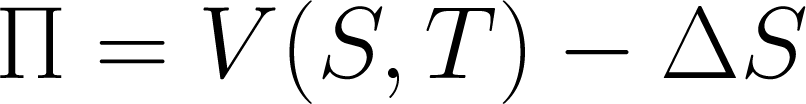 Π = V(S, T) − ΔS